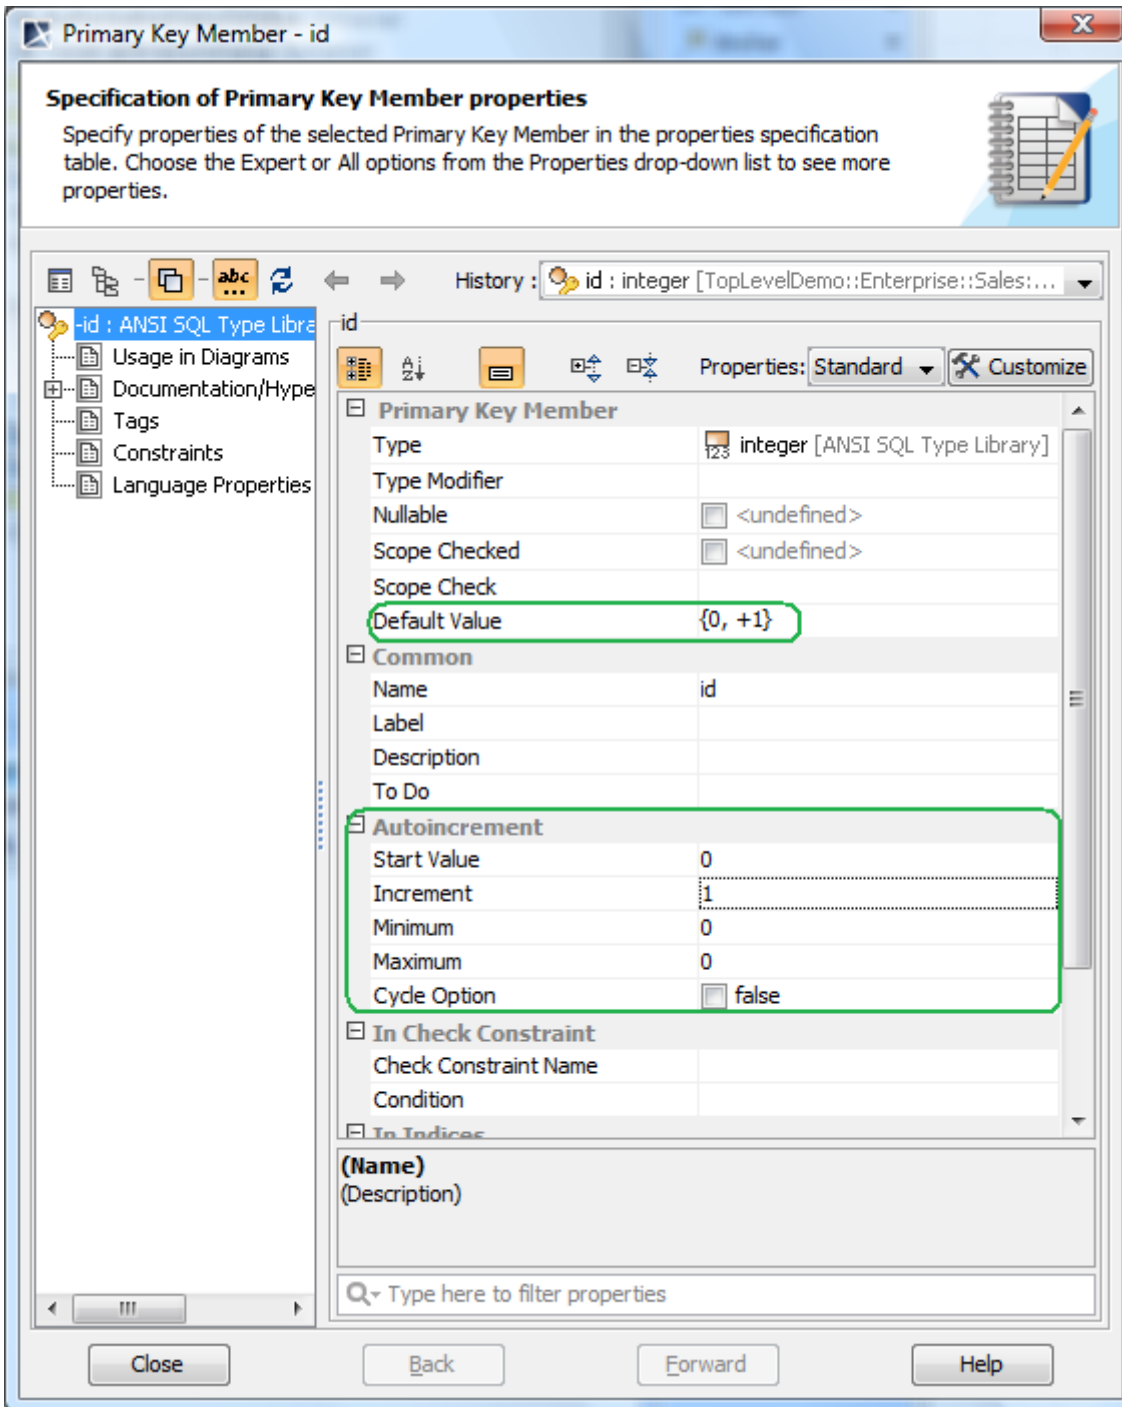 Primary Key Member - id
Specification of Primary Key Member properties
Specify properties of the selected Primary Key Member in the properties specification
table. Choose the Expert or All options from the Properties drop-down list to see more
properties.
abc History : id : integer [TopLevelDemo::Enterprise::Sales:...
-id : ANSI SQL Type Libra
Usage in Diagrams
Documentation/Hype
Tags
Constraints
Language Properties
id
Properties: Standard Customize
Primary Key Member
Type 123 integer [ANSI SQL Type Library]
Type Modifier
Nullable <undefined>
Scope Checked <undefined>
Scope Check
Default Value {0, +1}
Common
Name id
Label
Description
To Do
Autoincrement
Start Value 0
Increment 1
Minimum 0
Maximum 0
Cycle Option false
In Check Constraint
Check Constraint Name
Condition
In Indices
(Name)
(Description)
Type here to filter properties
Close Back Forward Help